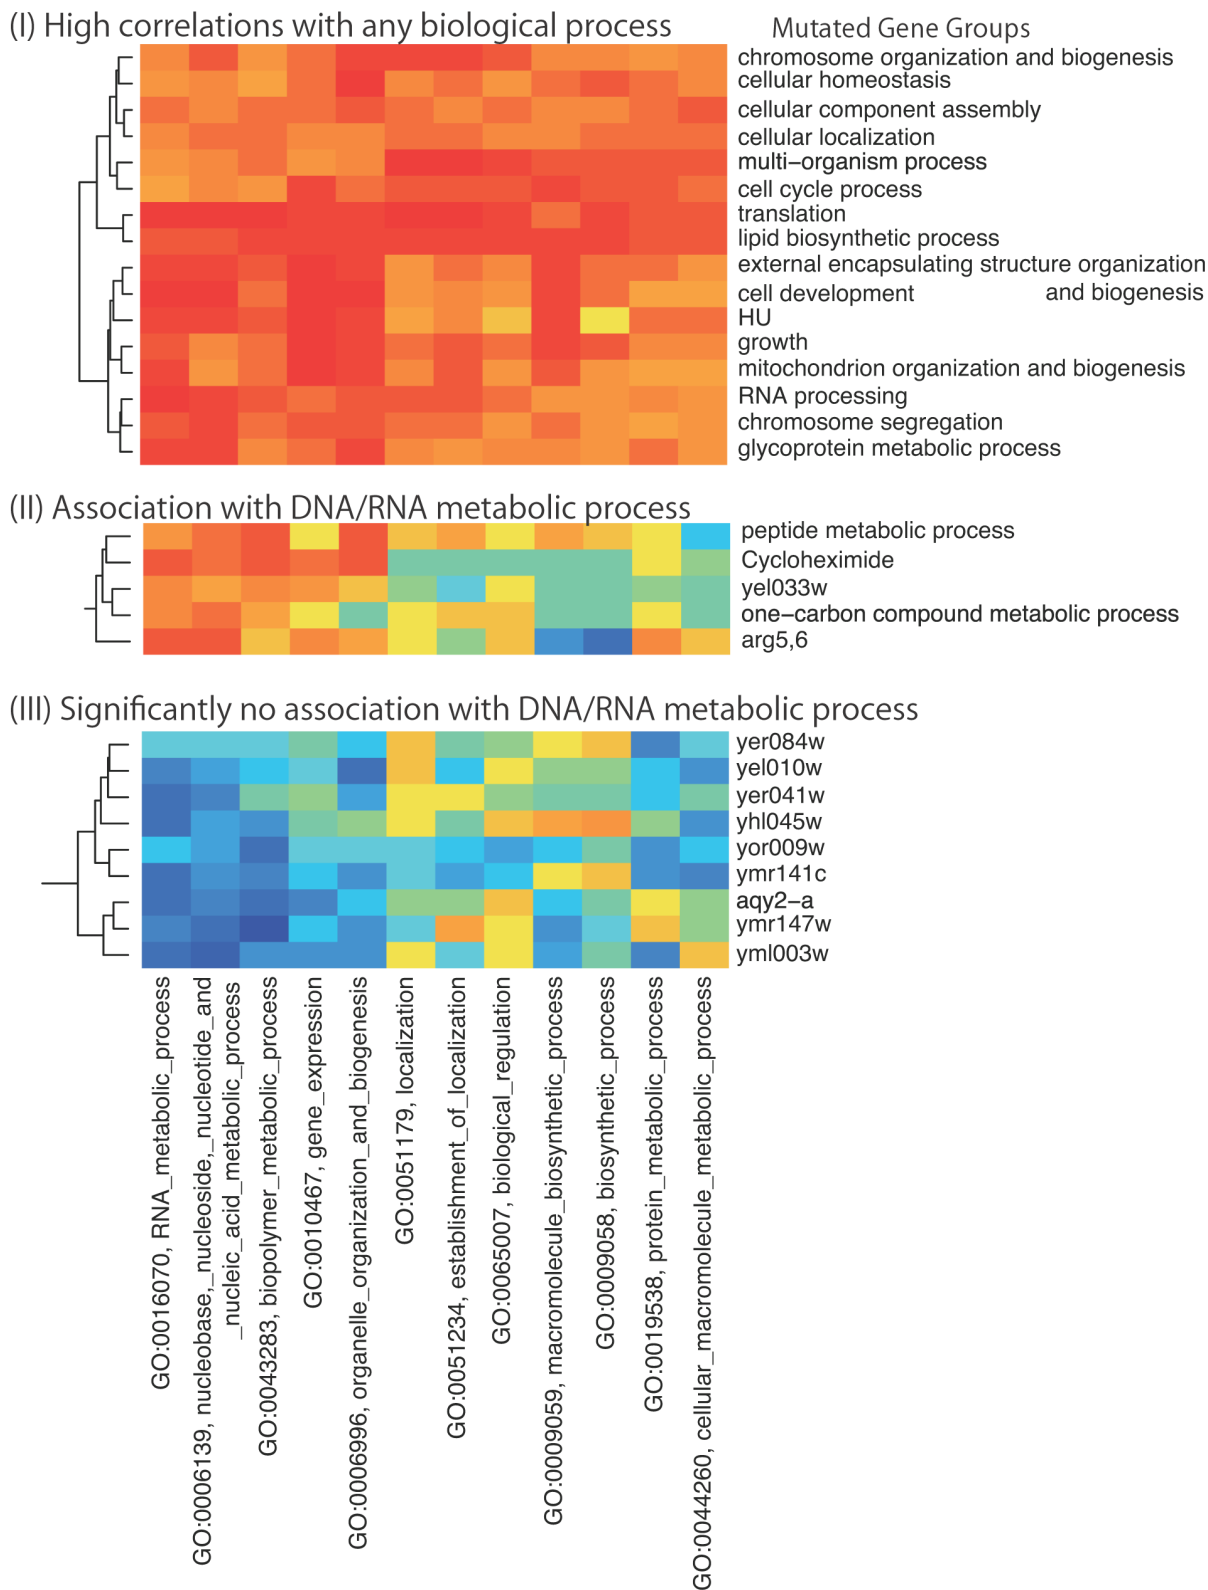 (I) High correlations with any biological process
Mutated Gene Groups
chromosome organization and biogenesis
cellular homeostasis
cellular component assembly
cellular localization
multi−organism process
cell cycle process
translation
lipid biosynthetic process
external encapsulating structure organization
and biogenesis
cell development
HU
growth
mitochondrion organization and biogenesis
RNA processing
chromosome segregation
glycoprotein metabolic process
(II) Association with DNA/RNA metabolic process
peptide metabolic process
Cycloheximide
yel033w
one−carbon compound metabolic process
arg5,6
(III) Significantly no association with DNA/RNA metabolic process
yer084w
yel010w
yer041w
yhl045w
yor009w
ymr141c
aqy2−a
ymr147w
yml003w
GO:0016070, RNA_metabolic_process
GO:0006139, nucleobase,_nucleoside,_nucleotide_and
_nucleic_acid_metabolic_process
GO:0043283, biopolymer_metabolic_process
GO:0010467, gene_expression
GO:0006996, organelle_organization_and_biogenesis
GO:0051179, localization
GO:0051234, establishment_of_localization
GO:0065007, biological_regulation
GO:0009059, macromolecule_biosynthetic_process
GO:0009058, biosynthetic_process
GO:0019538, protein_metabolic_process
GO:0044260, cellular_macromolecule_metabolic_process